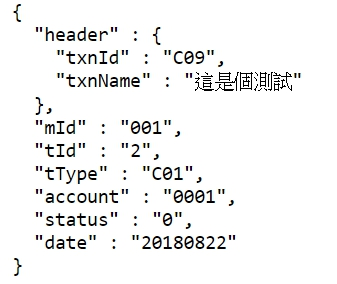 {
  "header" : {
    "txnId" : "C09",
    "txnName" : "這是個測試"
  },
  "mId" : "001",
  "tId" : "2",
  "tType" : "C01",
  "account" : "0001",
  "status" : "0",
  "date" : "20180822"
}